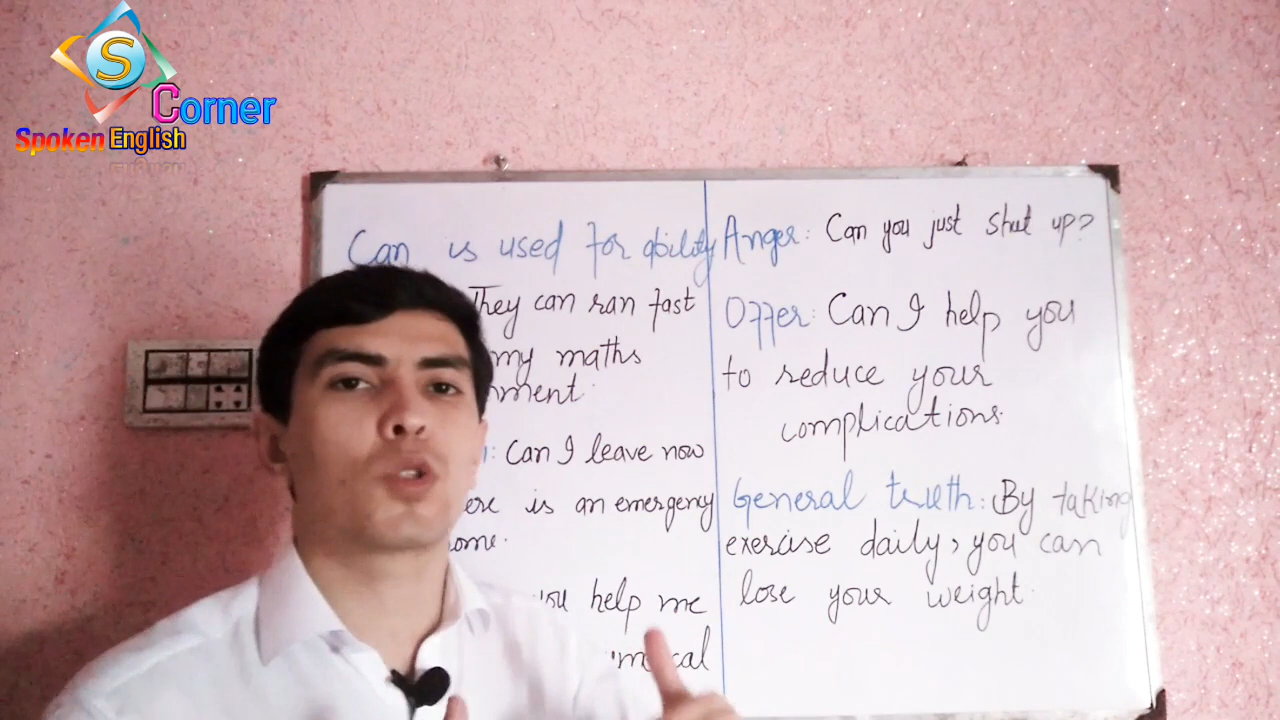 S
Corner
Spoken English
Can is used for ability
They can ran fast
my maths
Can I leave now
is an emergency
you help me
Anger: Can you just shut up?
Offer: Can I help you
to reduce your
complications.
General truth: By taking
exercise daily, you can
lose your weight.